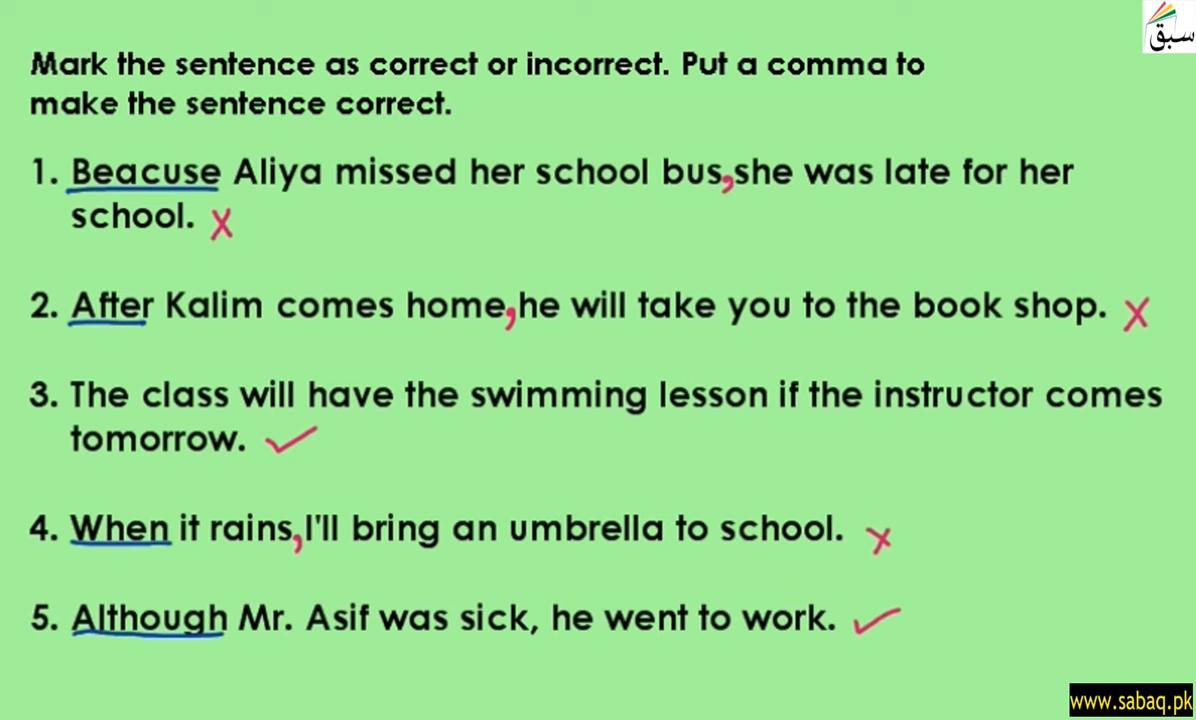 سبق
Mark the sentence as correct or incorrect. Put a comma to
make the sentence correct.
1. Beacuse Aliya missed her school bus,she was late for her
school. X
2. After Kalim comes home,he will take you to the book shop. X
3. The class will have the swimming lesson if the instructor comes
tomorrow. ✓
4. When it rains,I'll bring an umbrella to school. X
5. Although Mr. Asif was sick, he went to work. ✓
www.sabaq.pk